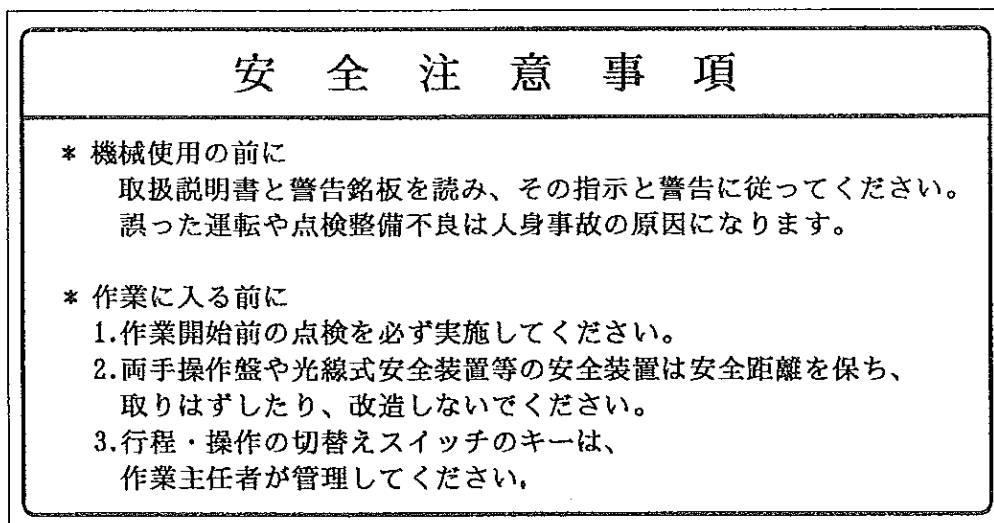 安全注意事項
* 機械使用の前に
取扱説明書と警告銘板を読み、その指示と警告に従ってください。
誤った運転や点検整備不良は人身事故の原因になります。
* 作業に入る前に
1.作業開始前の点検を必ず実施してください。
2.両手操作盤や光線式安全装置等の安全装置は安全距離を保ち、
取りはずしたり、改造しないでください。
3.行程・操作の切替えスイッチのキーは、
作業主任者が管理してください。